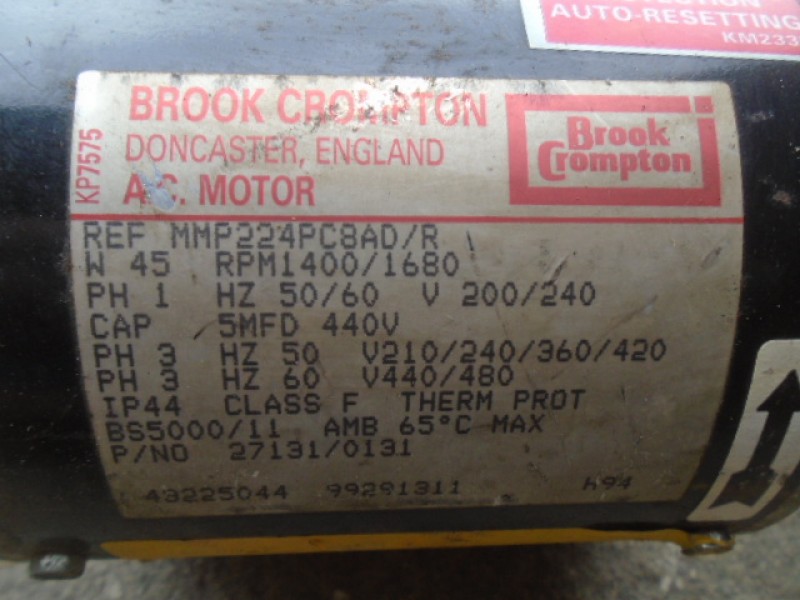 AUTO-RESETTING
KM233
KP7575
BROOK CROMPTON
DONCASTER, ENGLAND
A.C. MOTOR
Brook
Crompton
REF MMP224PC8AD/R
W 45 RPM1400/1680
PH 1 HZ 50/60 V 200/240
CAP 5MFD 440V
PH 3 HZ 50 V210/240/360/420
PH 3 HZ 60 V440/480
IP44 CLASS F THERM PROT
BS5000/11 AMB 65°C MAX
P/NO 27131/0131
43225044 99291311 H94